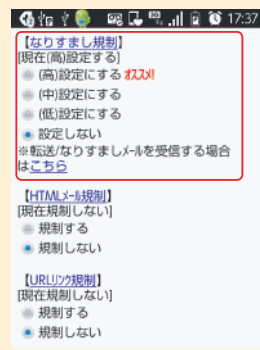 17:37
【なりすまし規制】
[現在(高)設定する]
(高)設定にする オススメ!
(中)設定にする
(低)設定にする
設定しない
※転送/なりすましメールを受信する場合
はこちら
【HTMLメール規制】
[現在規制しない]
規制する
規制しない
【URLリンク規制】
[現在規制しない]
規制する
規制しない